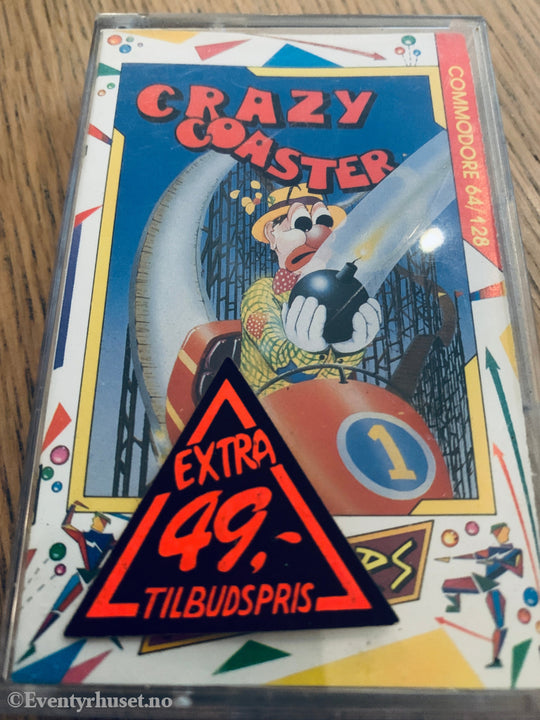 CRAZY
COASTER
COMMODORE 64/128
1
EXTRA
49,-
TILBUDSPRIS
©Eventyrhuset.no